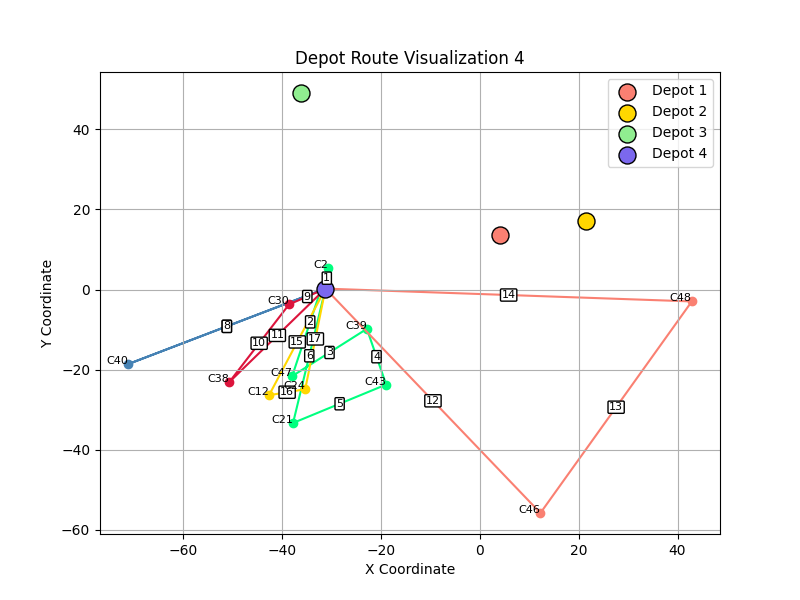 Depot Route Visualization 4
Depot 1
Depot 2
Depot 3
Depot 4
Y Coordinate
40
20
0
−20
−40
−60
C2
1
C30
9
14
C48
8
2
C39
10
11
15
17
3
6
4
C40
C38
C47
C43
C12
C24
16
5
12
13
C21
C46
−60
−40
−20
0
20
40
X Coordinate